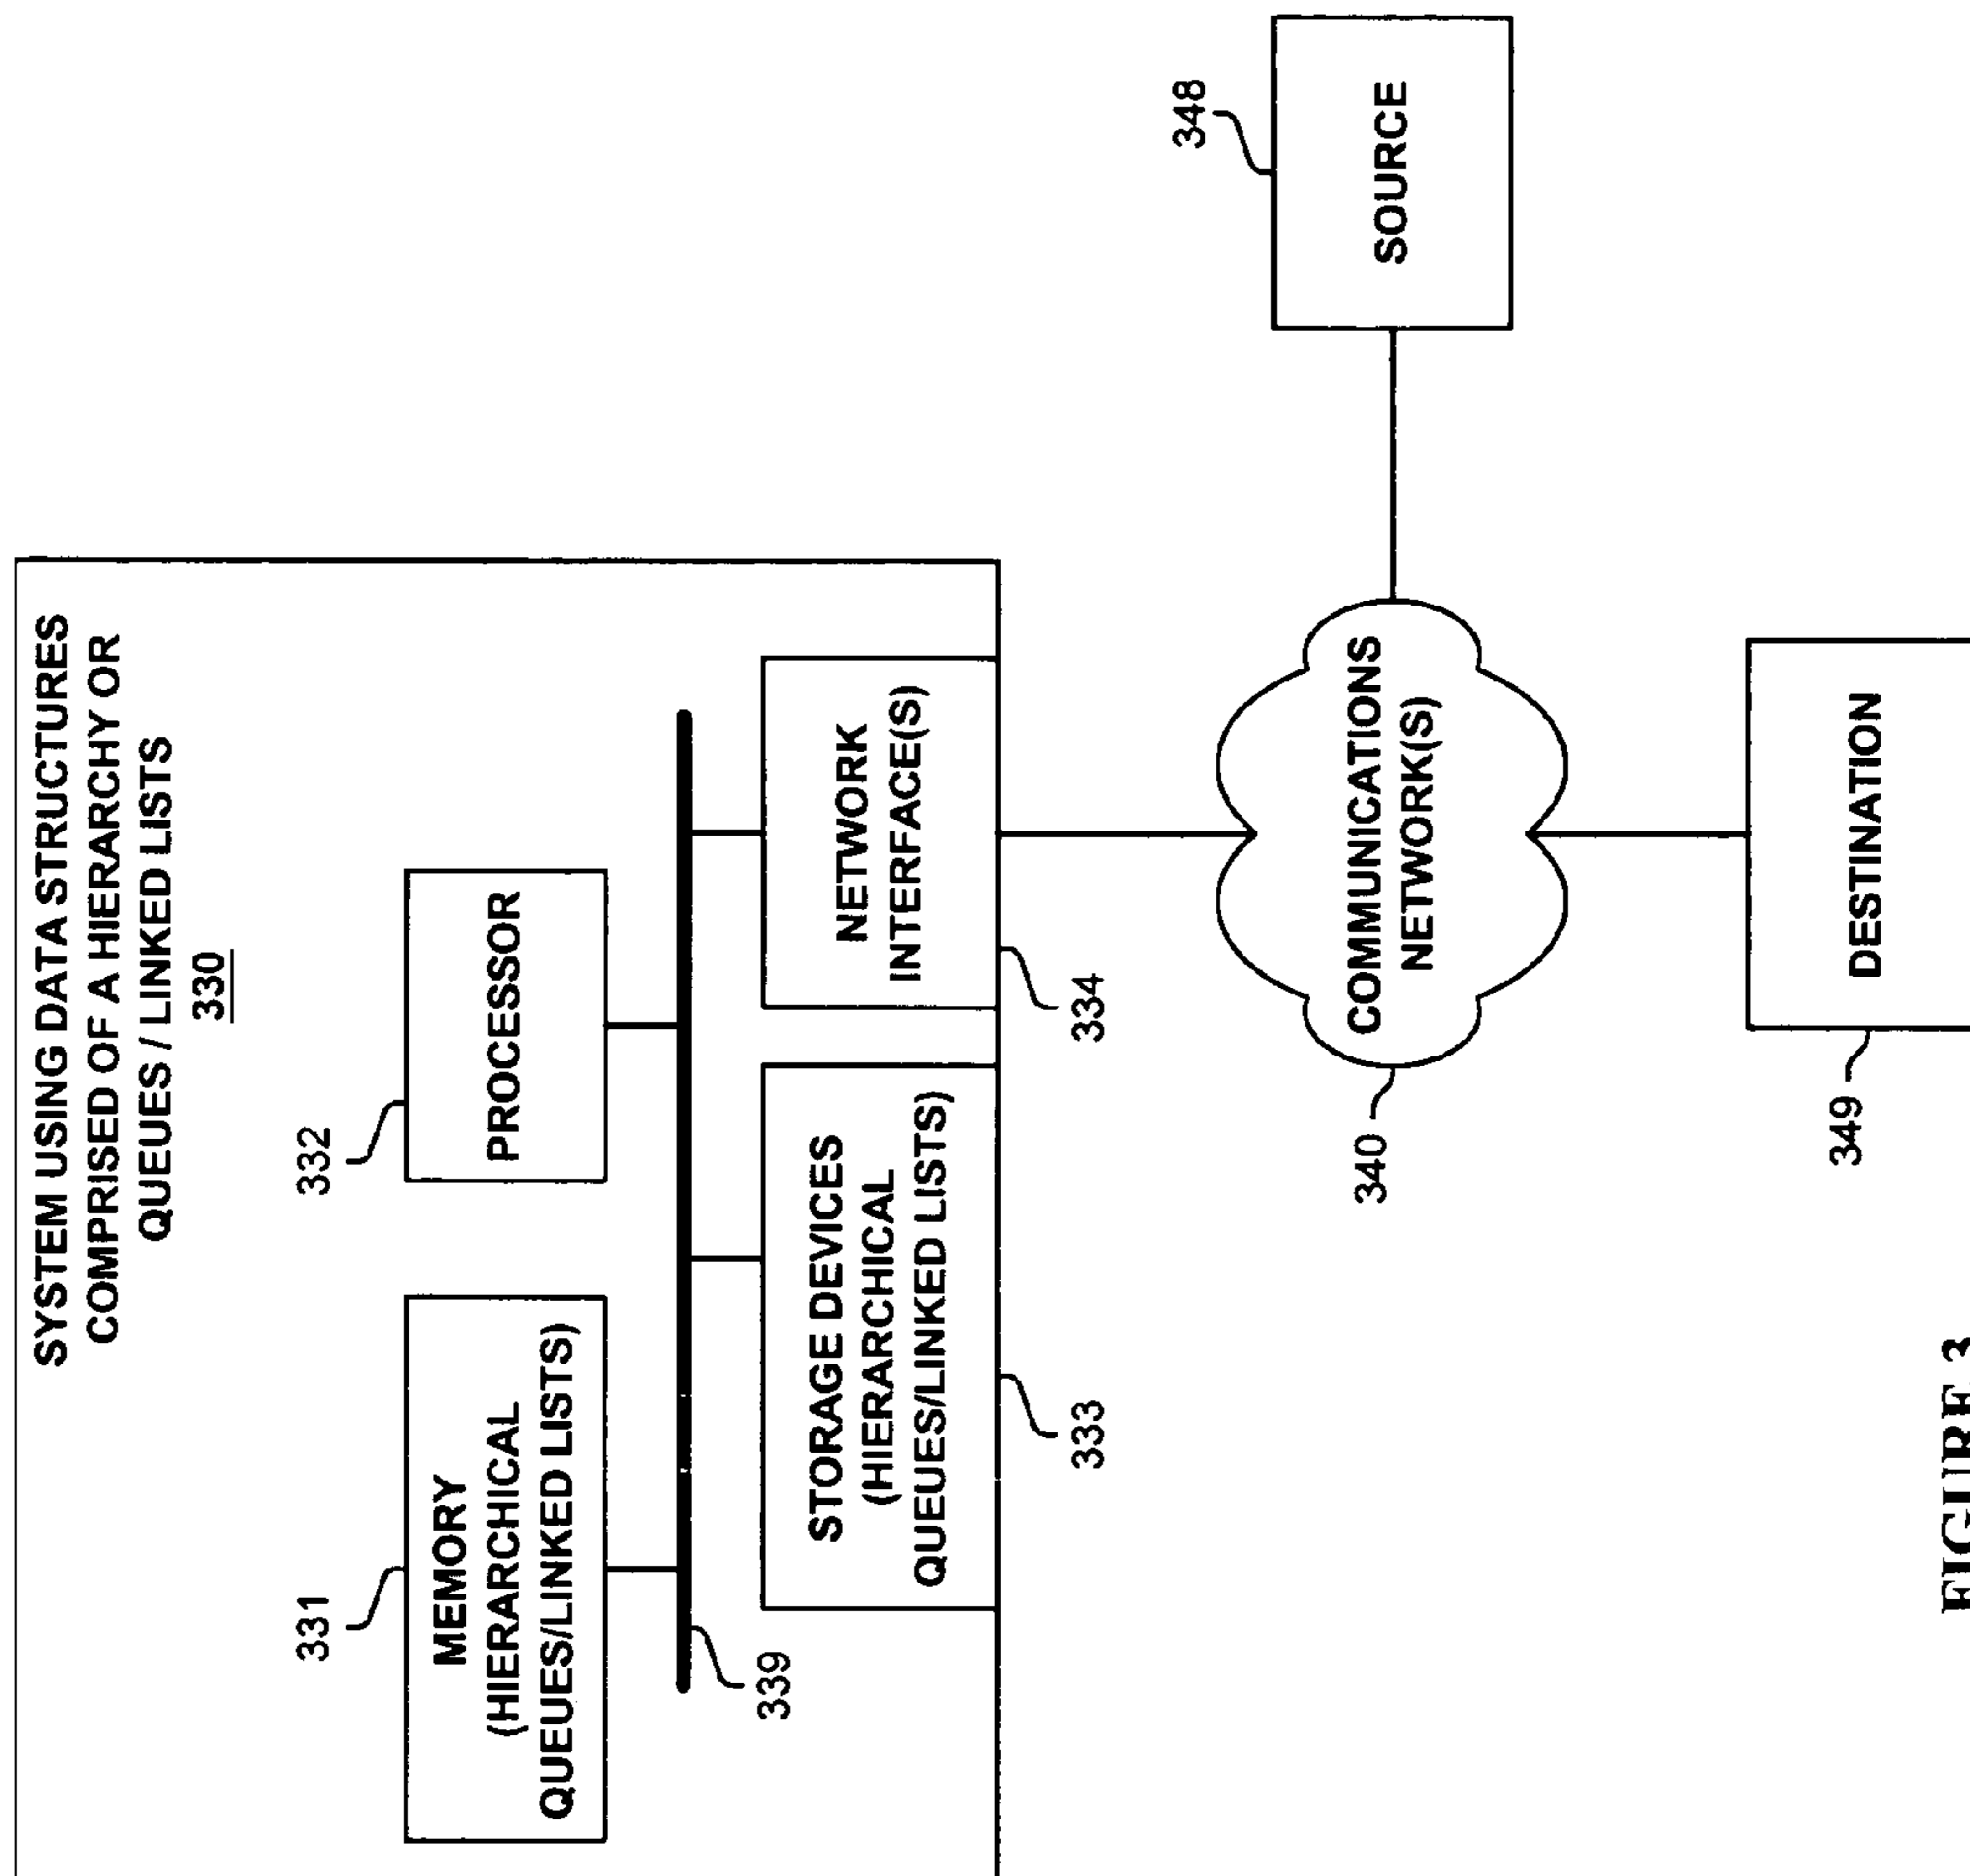 SYSTEM USING DATA STRUCTURES
COMPRISED OF A HIERARCHY OR
QUEUES / LINKED LISTS
330
331
332
MEMORY
(HIERARCHICAL
QUEUES/LINKED LISTS)
PROCESSOR
339
STORAGE DEVICES
(HIERARCHICAL
QUEUES/LINKED LISTS)
NETWORK
INTERFACE(S)
333
334
348
SOURCE
340
COMMUNICATIONS
NETWORK(S)
349
DESTINATION
FIGURE 3